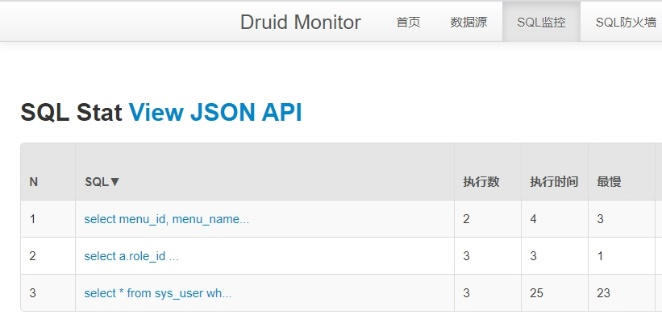 Druid Monitor 首页 数据源 SQL监控 SQL防火墙
SQL Stat View JSON API
N SQL▼ 执行数 执行时间 最慢
1 select menu_id, menu_name... 2 4 3
2 select a.role_id ... 3 3 1
3 select * from sys_user wh... 3 25 23